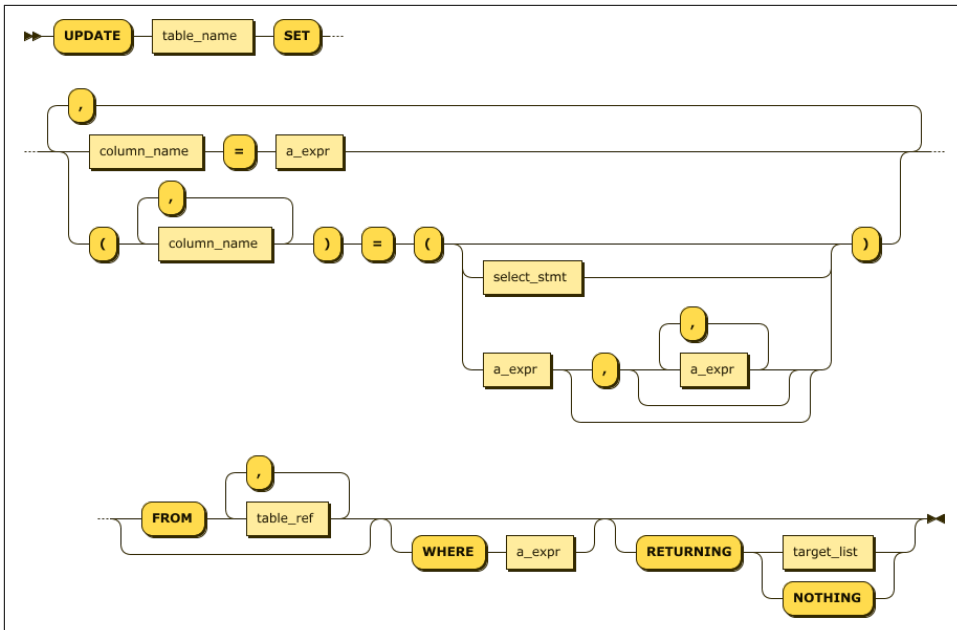 UPDATE table_name SET
,
column_name = a_expr
,
( column_name ) = ( )
select_stmt
,
a_expr , a_expr
,
FROM table_ref
WHERE a_expr RETURNING target_list
NOTHING